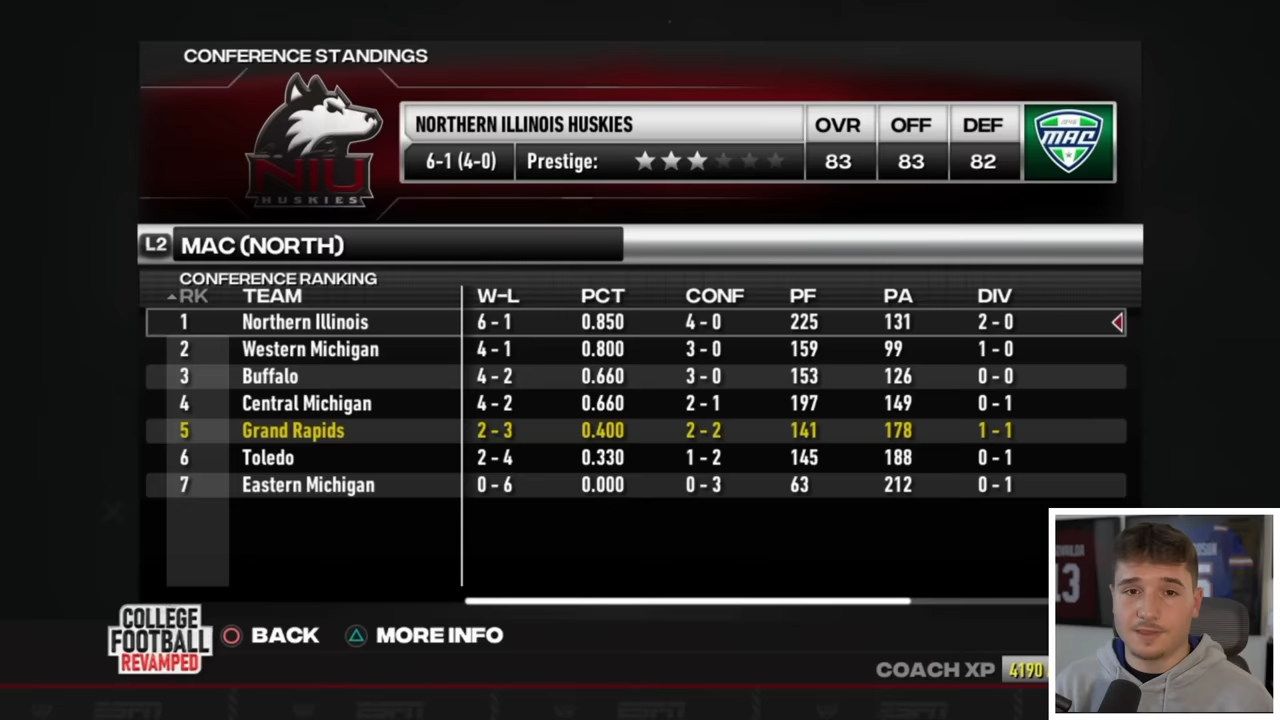 CONFERENCE STANDINGS
NIU
HUSKIES
NORTHERN ILLINOIS HUSKIES OVR OFF DEF
6-1 (4-0) Prestige: 83 83 82
MAC
L2 MAC (NORTH)
CONFERENCE RANKING
RK TEAM W-L PCT CONF PF PA DIV
1 Northern Illinois 6 - 1 0.850 4 - 0 225 131 2 - 0
2 Western Michigan 4 - 1 0.800 3 - 0 159 99 1 - 0
3 Buffalo 4 - 2 0.660 3 - 0 153 126 0 - 0
4 Central Michigan 4 - 2 0.660 2 - 1 197 149 0 - 1
5 Grand Rapids 2 - 3 0.400 2 - 2 141 178 1 - 1
6 Toledo 2 - 4 0.330 1 - 2 145 188 0 - 1
7 Eastern Michigan 0 - 6 0.000 0 - 3 63 212 0 - 1
COLLEGE
FOOTBALL
REVAMPED
BACK MORE INFO
COACH XP 4190